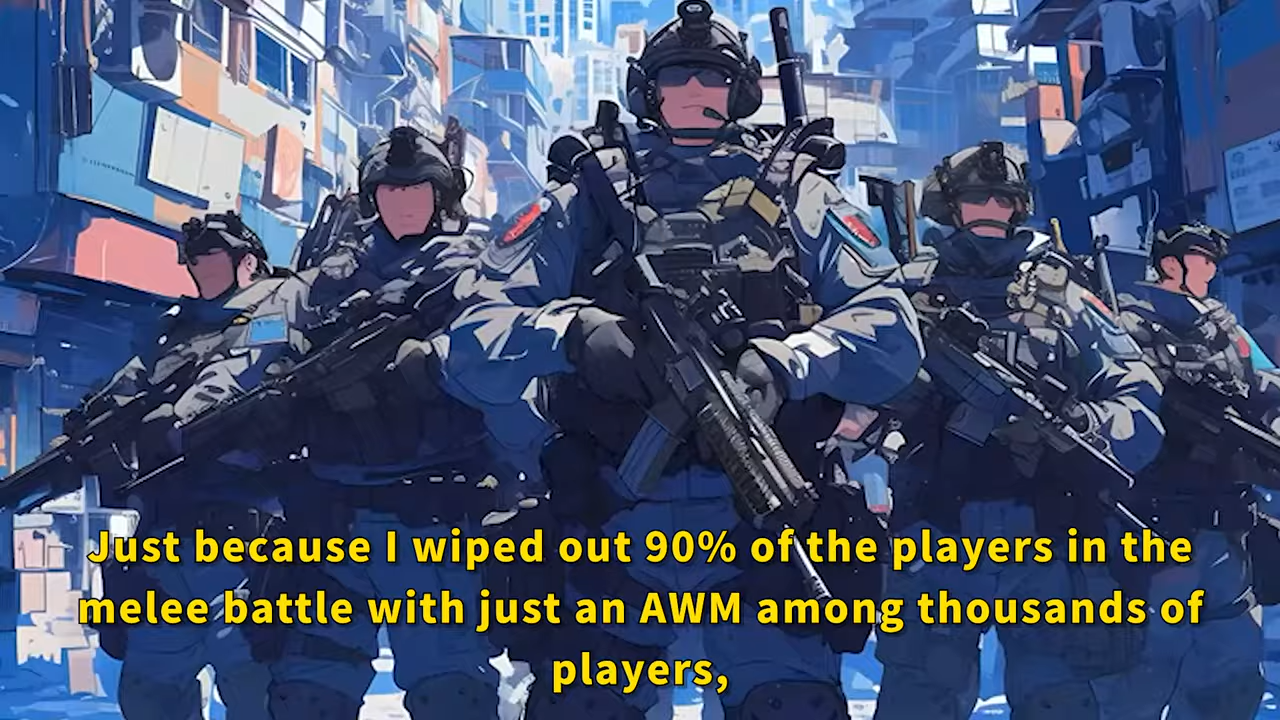 Just because I wiped out 90% of the players in the
melee battle with just an AWM among thousands of
players,